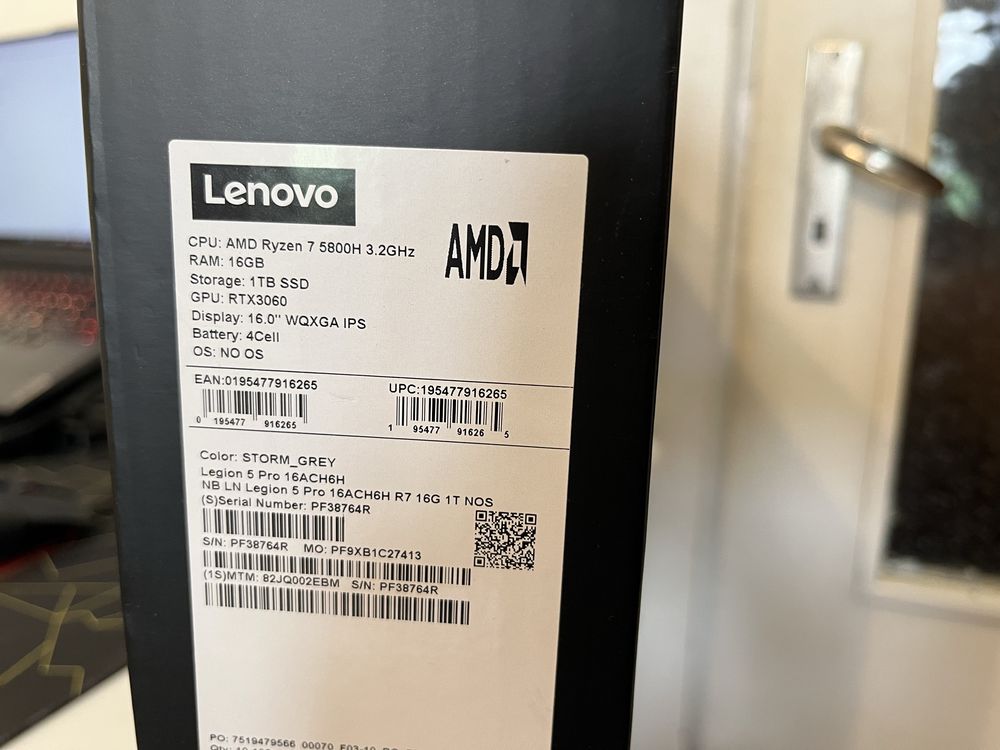 Lenovo
CPU: AMD Ryzen 7 5800H 3.2GHz
RAM: 16GB
Storage: 1TB SSD
GPU: RTX3060
Display: 16.0" WQXGA IPS
Battery: 4Cell
OS: NO OS
AMD
EAN:0195477916265
0 195477 916265
UPC:195477916265
1 95477 91626 5
Color: STORM_GREY
Legion 5 Pro 16ACH6H
NB LN Legion 5 Pro 16ACH6H R7 16G 1T NOS
(S)Serial Number: PF38764R
S/N: PF38764R MO: PF9XB1C27413
(1S)MTM: 82JQ002EBM S/N: PF38764R
PO: 7519479566 00070